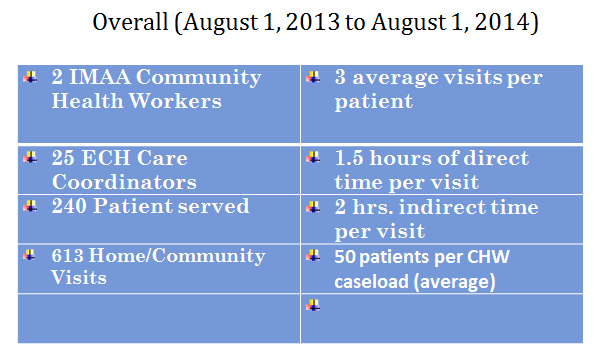 Overall (August 1, 2013 to August 1, 2014)
2 IMAA Community
Health Workers
3 average visits per
patient
25 ECH Care
Coordinators
1.5 hours of direct
time per visit
240 Patient served
2 hrs. indirect time
per visit
613 Home/Community
Visits
50 patients per CHW
caseload (average)